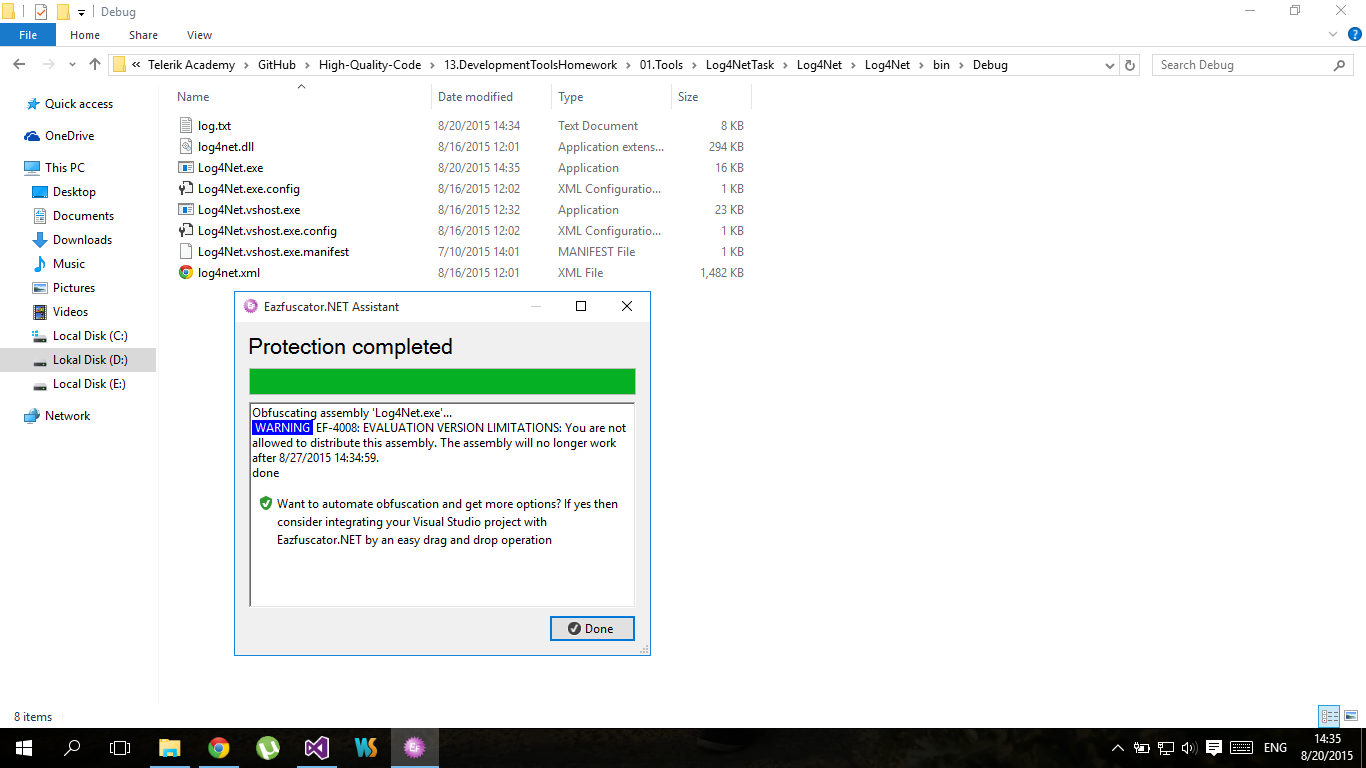 Debug
File Home Share View
« Telerik Academy > GitHub > High-Quality-Code > 13.DevelopmentToolsHomework > 01.Tools > Log4NetTask > Log4Net > Log4Net > bin > Debug
Search Debug
Quick access
OneDrive
This PC
Desktop
Documents
Downloads
Music
Pictures
Videos
Local Disk (C:)
Lokal Disk (D:)
Local Disk (E:)
Network
Name Date modified Type Size
log.txt 8/20/2015 14:34 Text Document 8 KB
log4net.dll 8/16/2015 12:01 Application extens... 294 KB
Log4Net.exe 8/20/2015 14:35 Application 16 KB
Log4Net.exe.config 8/16/2015 12:02 XML Configuratio... 1 KB
Log4Net.vshost.exe 8/16/2015 12:32 Application 23 KB
Log4Net.vshost.exe.config 8/16/2015 12:02 XML Configuratio... 1 KB
Log4Net.vshost.exe.manifest 7/10/2015 14:01 MANIFEST File 1 KB
log4net.xml 8/16/2015 12:01 XML File 1,482 KB
Eazfuscator.NET Assistant
Protection completed
Obfuscating assembly 'Log4Net.exe'...
WARNING EF-4008: EVALUATION VERSION LIMITATIONS: You are not
allowed to distribute this assembly. The assembly will no longer work
after 8/27/2015 14:34:59.
done
Want to automate obfuscation and get more options? If yes then
consider integrating your Visual Studio project with
Eazfuscator.NET by an easy drag and drop operation
Done
8 items
ENG
14:35
8/20/2015